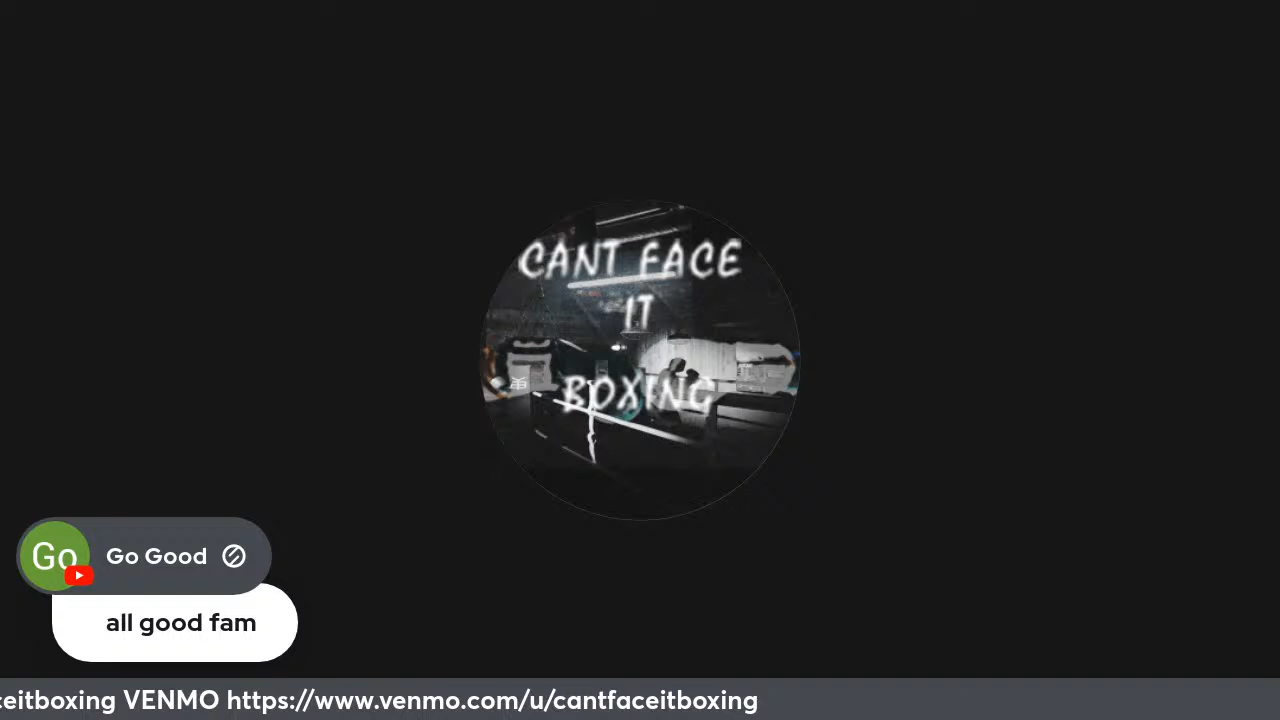 CANT FACE
IT
BOXING
Go
Go Good
all good fam
ceitboxing VENMO https://www.venmo.com/u/cantfaceitboxing